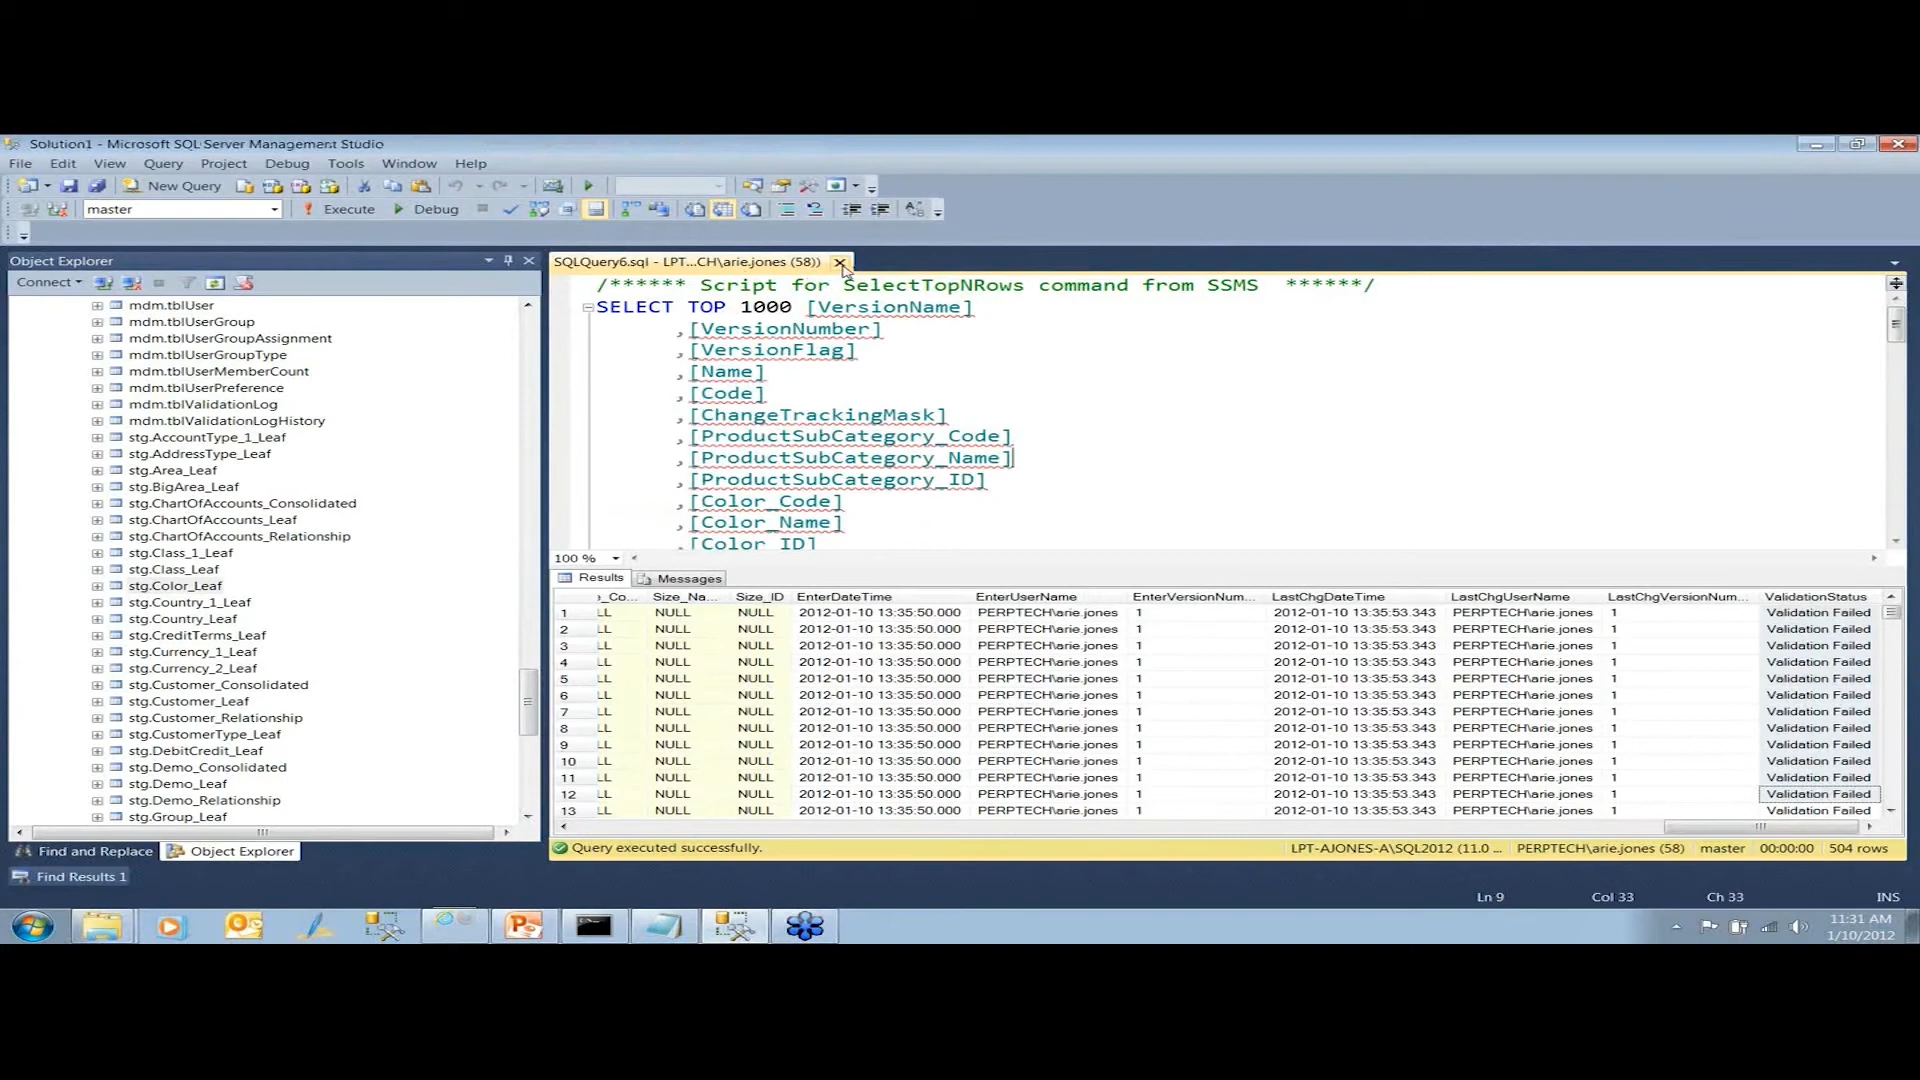 Solution1 - Microsoft SQL Server Management Studio
File Edit View Query Project Debug Tools Window Help
New Query
master Execute Debug
Object Explorer
Connect
mdm.tblUser
mdm.tblUserGroup
mdm.tblUserGroupAssignment
mdm.tblUserGroupType
mdm.tblUserMemberCount
mdm.tblUserPreference
mdm.tblValidationLog
mdm.tblValidationLogHistory
stg.AccountType_1_Leaf
stg.AddressType_Leaf
stg.Area_Leaf
stg.BigArea_Leaf
stg.ChartOfAccounts_Consolidated
stg.ChartOfAccounts_Leaf
stg.ChartOfAccounts_Relationship
stg.Class_1_Leaf
stg.Class_Leaf
stg.Color_Leaf
stg.Country_1_Leaf
stg.Country_Leaf
stg.CreditTerms_Leaf
stg.Currency_1_Leaf
stg.Currency_2_Leaf
stg.Customer_Consolidated
stg.Customer_Leaf
stg.Customer_Relationship
stg.CustomerType_Leaf
stg.DebitCredit_Leaf
stg.Demo_Consolidated
stg.Demo_Leaf
stg.Demo_Relationship
stg.Group_Leaf
Find and Replace Object Explorer
Find Results 1
SQLQuery6.sql - LPT...CH\arie.jones (58))
/****** Script for SelectTopNRows command from SSMS ******/
SELECT TOP 1000 [VersionName]
,[VersionNumber]
,[VersionFlag]
,[Name]
,[Code]
,[ChangeTrackingMask]
,[ProductSubCategory_Code]
,[ProductSubCategory_Name]
,[ProductSubCategory_ID]
,[Color_Code]
,[Color_Name]
,[Color_ID]
100 %
Results Messages
_Co... Size_Na... Size_ID EnterDateTime EnterUserName EnterVersionNum... LastChgDateTime LastChgUserName LastChgVersionNum... ValidationStatus
1 LL NULL NULL 2012-01-10 13:35:50.000 PERPTECH\arie.jones 1 2012-01-10 13:35:53.343 PERPTECH\arie.jones 1 Validation Failed
2 LL NULL NULL 2012-01-10 13:35:50.000 PERPTECH\arie.jones 1 2012-01-10 13:35:53.343 PERPTECH\arie.jones 1 Validation Failed
3 LL NULL NULL 2012-01-10 13:35:50.000 PERPTECH\arie.jones 1 2012-01-10 13:35:53.343 PERPTECH\arie.jones 1 Validation Failed
4 LL NULL NULL 2012-01-10 13:35:50.000 PERPTECH\arie.jones 1 2012-01-10 13:35:53.343 PERPTECH\arie.jones 1 Validation Failed
5 LL NULL NULL 2012-01-10 13:35:50.000 PERPTECH\arie.jones 1 2012-01-10 13:35:53.343 PERPTECH\arie.jones 1 Validation Failed
6 LL NULL NULL 2012-01-10 13:35:50.000 PERPTECH\arie.jones 1 2012-01-10 13:35:53.343 PERPTECH\arie.jones 1 Validation Failed
7 LL NULL NULL 2012-01-10 13:35:50.000 PERPTECH\arie.jones 1 2012-01-10 13:35:53.343 PERPTECH\arie.jones 1 Validation Failed
8 LL NULL NULL 2012-01-10 13:35:50.000 PERPTECH\arie.jones 1 2012-01-10 13:35:53.343 PERPTECH\arie.jones 1 Validation Failed
9 LL NULL NULL 2012-01-10 13:35:50.000 PERPTECH\arie.jones 1 2012-01-10 13:35:53.343 PERPTECH\arie.jones 1 Validation Failed
10 LL NULL NULL 2012-01-10 13:35:50.000 PERPTECH\arie.jones 1 2012-01-10 13:35:53.343 PERPTECH\arie.jones 1 Validation Failed
11 LL NULL NULL 2012-01-10 13:35:50.000 PERPTECH\arie.jones 1 2012-01-10 13:35:53.343 PERPTECH\arie.jones 1 Validation Failed
12 LL NULL NULL 2012-01-10 13:35:50.000 PERPTECH\arie.jones 1 2012-01-10 13:35:53.343 PERPTECH\arie.jones 1 Validation Failed
13 LL NULL NULL 2012-01-10 13:35:50.000 PERPTECH\arie.jones 1 2012-01-10 13:35:53.343 PERPTECH\arie.jones 1 Validation Failed
Query executed successfully. LPT-AJONES-A\SQL2012 (11.0 ... PERPTECH\arie.jones (58) master 00:00:00 504 rows
Ln 9 Col 33 Ch 33 INS
11:31 AM
1/10/2012